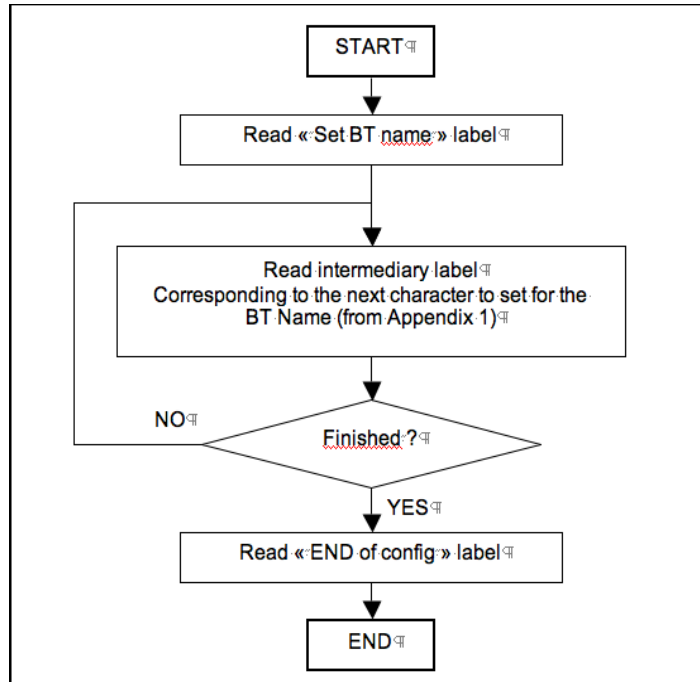 START
Read « Set BT name » label
Read intermediary label
Corresponding to the next character to set for the
BT Name (from Appendix 1)
NO
Finished ?
YES
Read « END of config » label
END